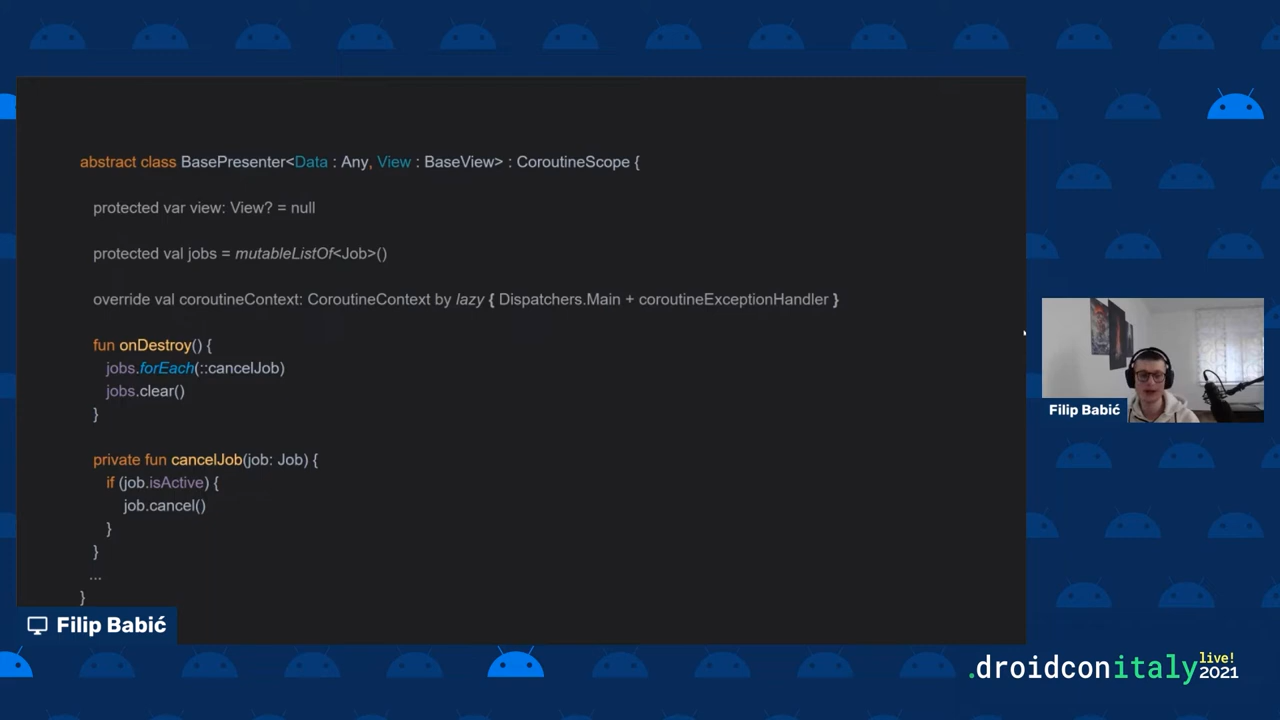 abstract class BasePresenter<Data : Any, View : BaseView> : CoroutineScope {
protected var view: View? = null
protected val jobs = mutableListOf<Job>()
override val coroutineContext: CoroutineContext by lazy { Dispatchers.Main + coroutineExceptionHandler }
fun onDestroy() {
jobs.forEach(::cancelJob)
jobs.clear()
}
private fun cancelJob(job: Job) {
if (job.isActive) {
job.cancel()
}
}
...
}
Filip Babić
Filip Babić
.droidconitaly live! 2021